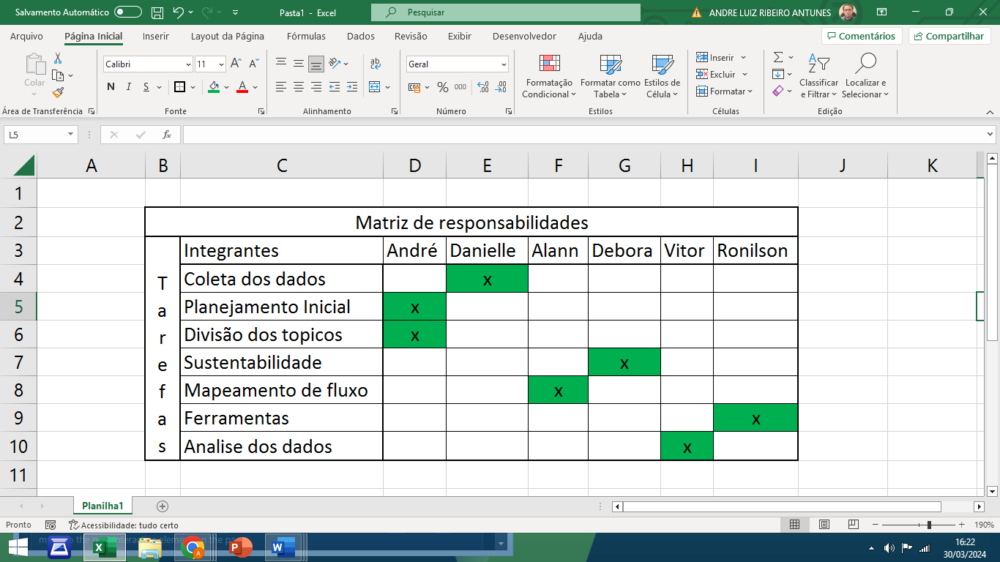 Salvamento Automático
Pasta1 - Excel
Pesquisar
ANDRE LUIZ RIBEIRO ANTUNES
Arquivo Página Inicial Inserir Layout da Página Fórmulas Dados Revisão Exibir Desenvolvedor Ajuda
Comentários Compartilhar
Colar
Área de Transferência
Calibri 11
N I S
Fonte
ab
Alinhamento
Geral
% 000
Número
Formatação Condicional
Formatar como Tabela
Estilos de Célula
Estilos
Inserir
Excluir
Formatar
Células
Classificar e Filtrar
Localizar e Selecionar
Edição
L5 fx
A B C D E F G H I J K
1
2 Matriz de responsabilidades
3 Integrantes André Danielle Alann Debora Vitor Ronilson
Tarefas
4 Coleta dos dados x
5 Planejamento Inicial x
6 Divisão dos topicos x
7 Sustentabilidade x
8 Mapeamento de fluxo x
9 Ferramentas x
10 Analise dos dados x
11
Planilha1
Pronto Acessibilidade: tudo certo 190%
16:22
30/03/2024